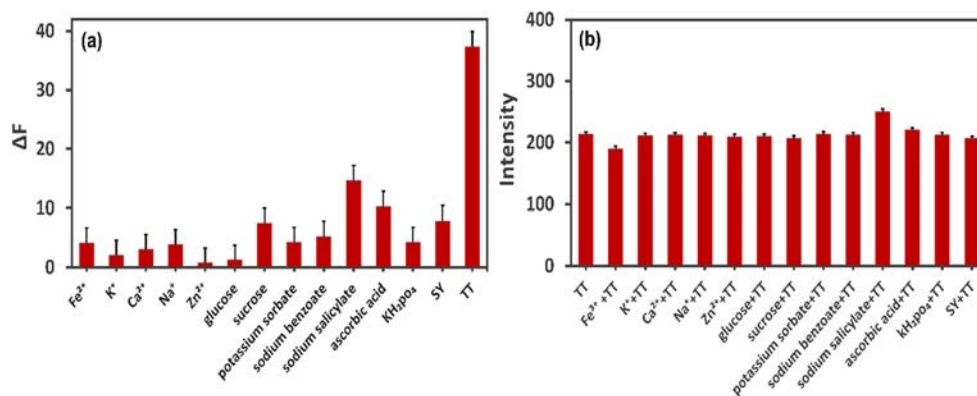 (a)
40
30
20
10
0
ΔF
Fe³⁺
K⁺
Ca²⁺
Na⁺
Zn²⁺
glucose
sucrose
potassium sorbate
sodium benzoate
sodium salicylate
ascorbic acid
KH₂po₄
SY
TT
(b)
400
300
200
100
0
Intensity
TT
Fe³⁺+TT
K⁺+TT
Ca²⁺+TT
Na⁺+TT
Zn²⁺+TT
glucose+TT
sucrose+TT
potassium sorbate+TT
sodium benzoate+TT
sodium salicylate+TT
ascorbic acid+TT
kH₂po₄+TT
SY+TT